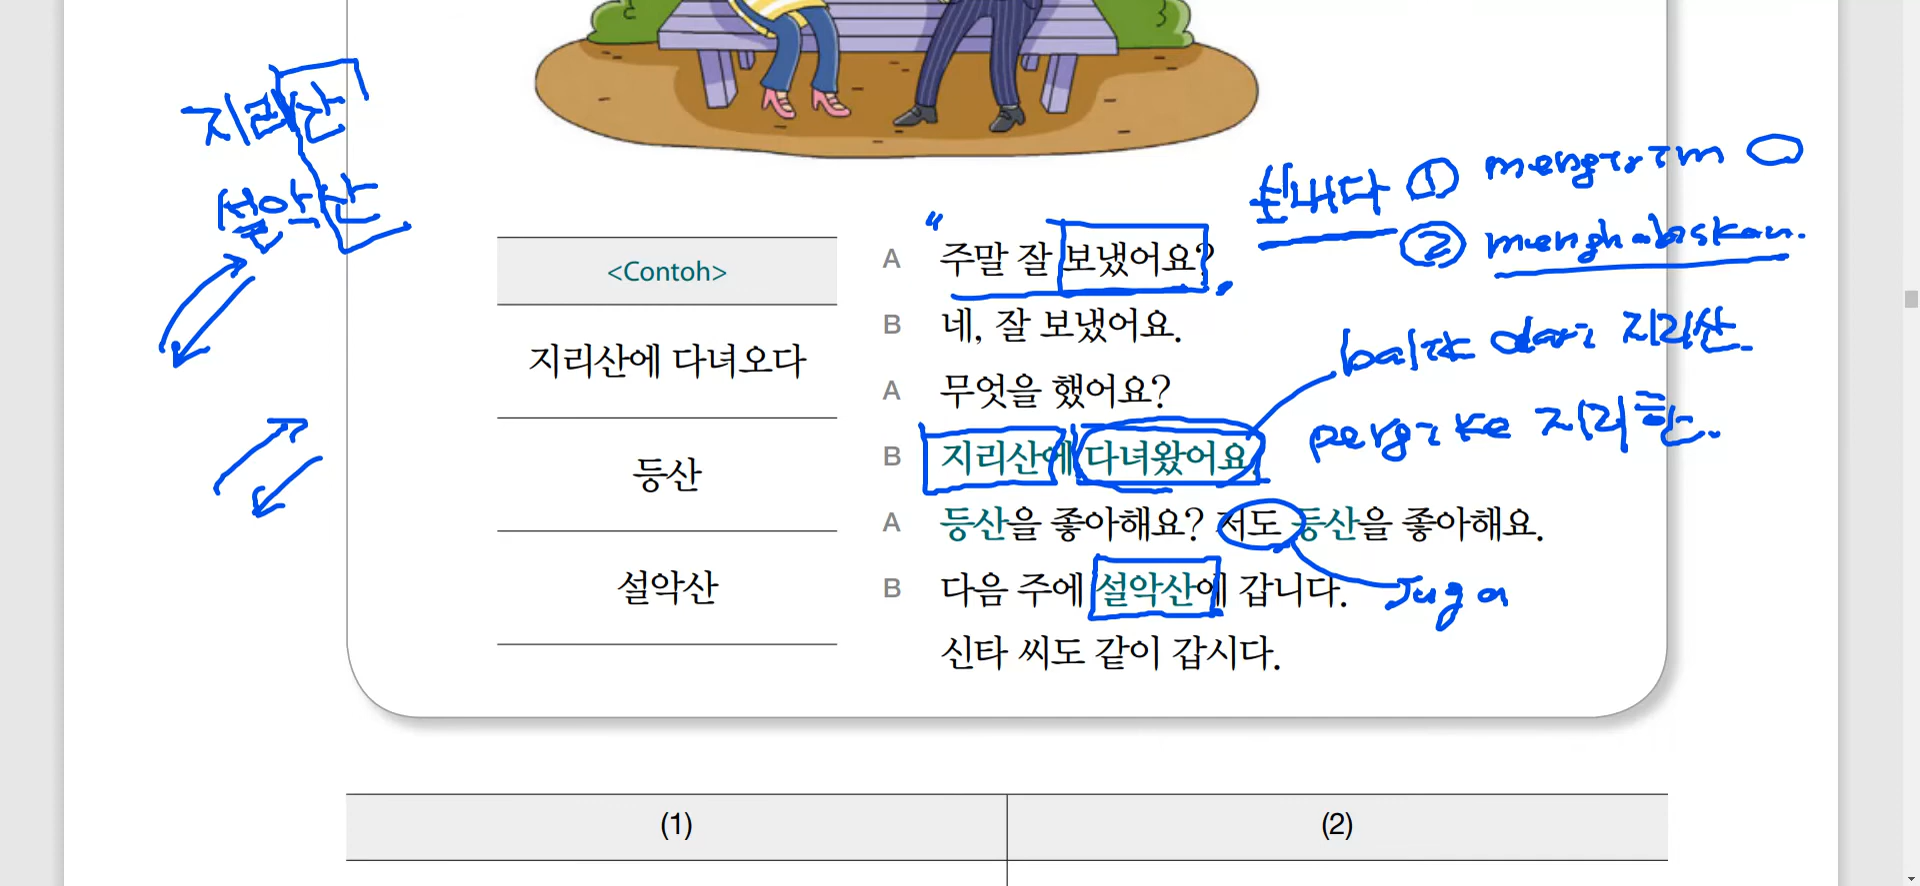 지리산
설악산
보내다 ① mengirim
② menghabiskan.
<Contoh>
지리산에 다녀오다
등산
설악산
A 주말 잘 보냈어요?
B 네, 잘 보냈어요.
A 무엇을 했어요?
B 지리산에 다녀왔어요.
A 등산을 좋아해요? 저도 등산을 좋아해요.
B 다음 주에 설악산에 갑니다.
신타 씨도 같이 갑시다.
balik dari 지리산.
pergi ke 지리산.
Juga
(1) (2)